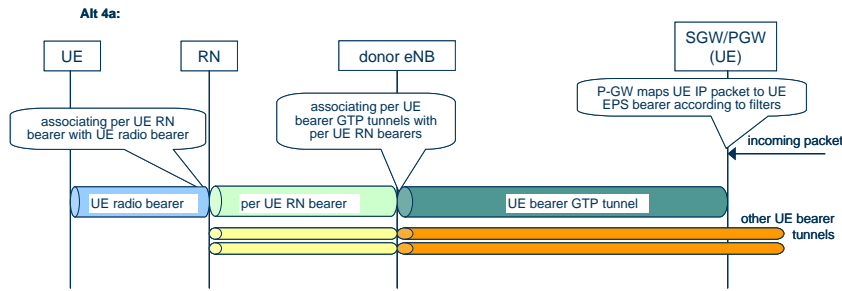 Alt 4a:
UE
RN
donor eNB
SGW/PGW
(UE)
associating per UE RN
bearer with UE radio bearer
associating per UE
bearer GTP tunnels with
per UE RN bearers
P-GW maps UE IP packet to UE
EPS bearer according to filters
incoming packet
UE radio bearer
per UE RN bearer
UE bearer GTP tunnel
other UE bearer
tunnels